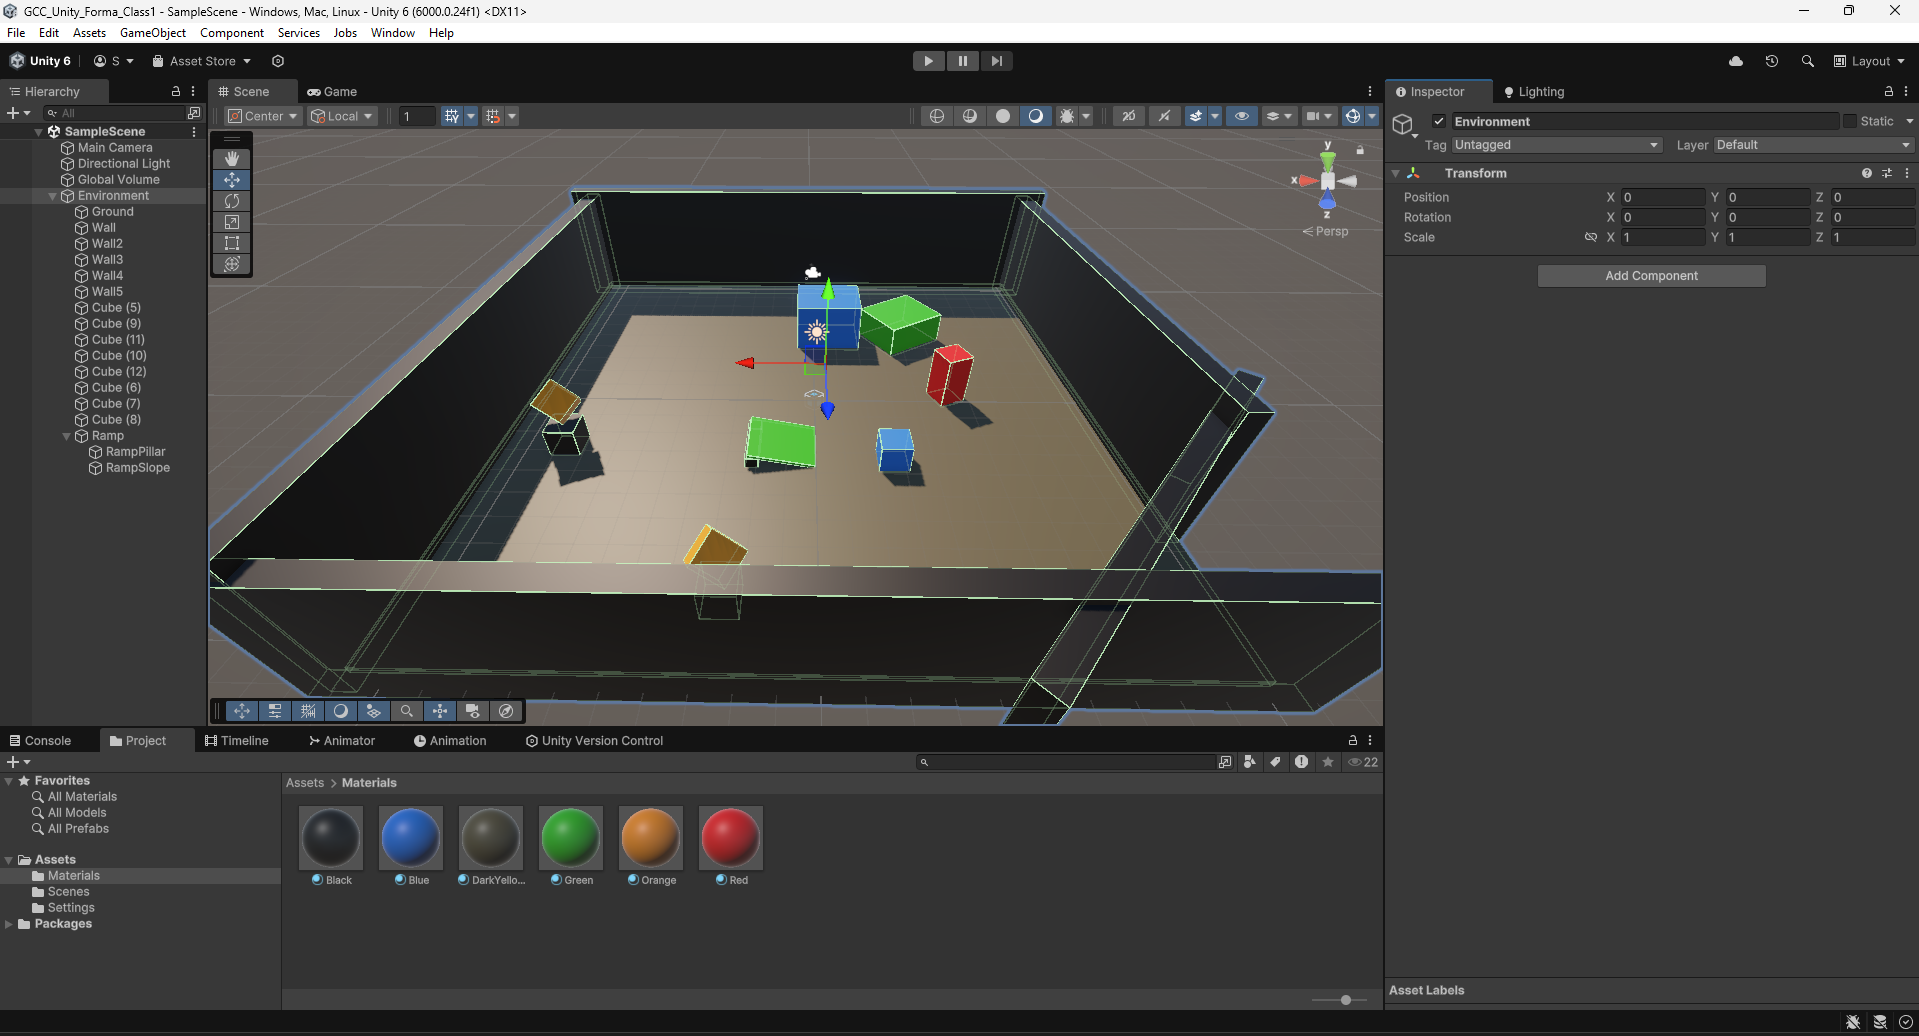 GCC_Unity_Forma_Class1 - SampleScene - Windows, Mac, Linux - Unity 6 (6000.0.24f1) <DX11>
File Edit Assets GameObject Component Services Jobs Window Help
Unity 6 S Asset Store Layout
Hierarchy
All
SampleScene
Main Camera
Directional Light
Global Volume
Environment
Ground
Wall
Wall2
Wall3
Wall4
Wall5
Cube (5)
Cube (9)
Cube (11)
Cube (10)
Cube (12)
Cube (6)
Cube (7)
Cube (8)
Ramp
RampPillar
RampSlope
Scene Game
Center Local 1 2D
y
x
z
Persp
Inspector Lighting
Environment Static
Tag Untagged Layer Default
Transform
Position X 0 Y 0 Z 0
Rotation X 0 Y 0 Z 0
Scale X 1 Y 1 Z 1
Add Component
Asset Labels
Console Project Timeline Animator Animation Unity Version Control
22
Favorites
All Materials
All Models
All Prefabs
Assets
Materials
Scenes
Settings
Packages
Assets > Materials
Black Blue DarkYello... Green Orange Red